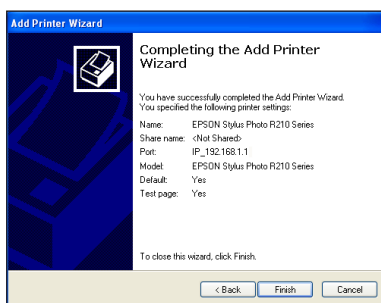 Add Printer Wizard
Completing the Add Printer
Wizard
You have successfully completed the Add Printer Wizard.
You specified the following printer settings:
Name: EPSON Stylus Photo R210 Series
Share name: <Not Shared>
Port: IP_192.168.1.1
Model: EPSON Stylus Photo R210 Series
Default: Yes
Test page: Yes
To close this wizard, click Finish.
< Back Finish Cancel